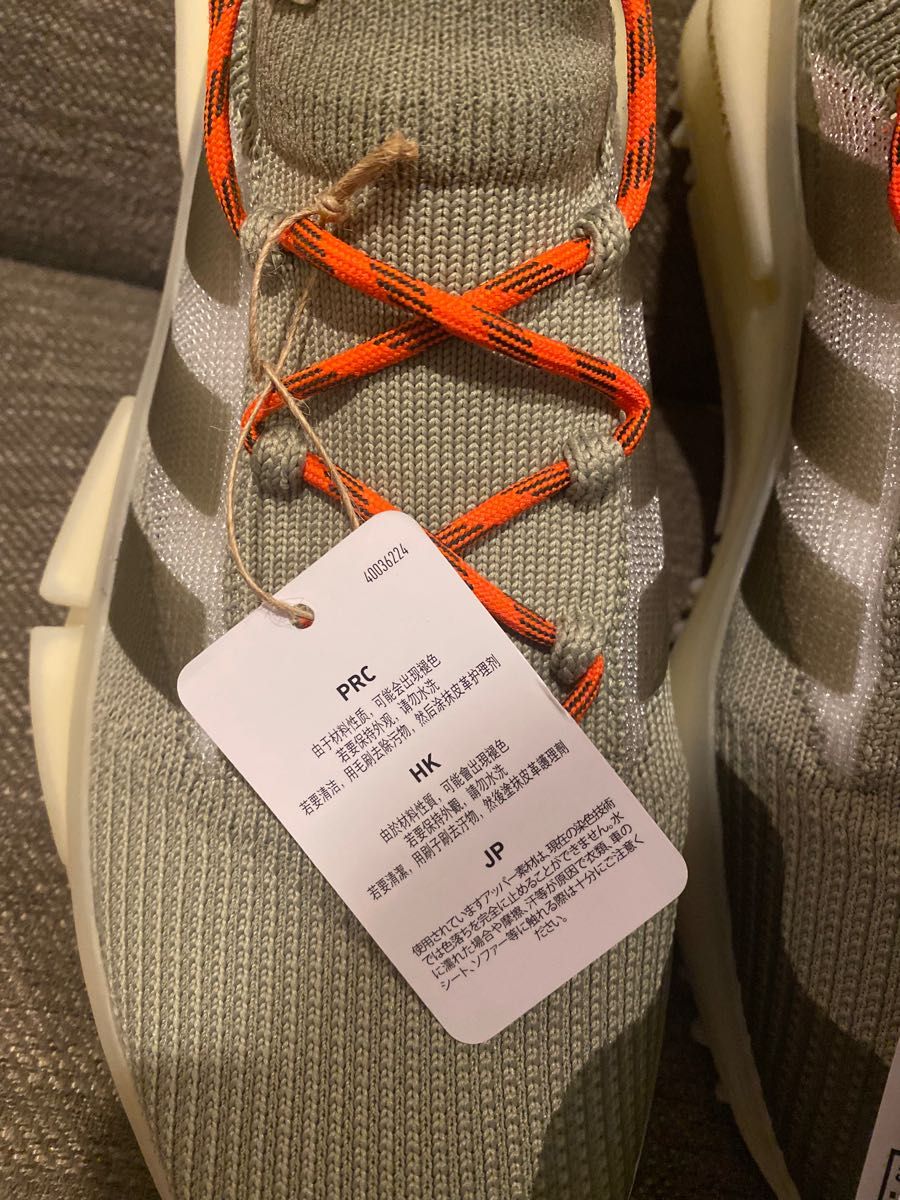 40036224
PRC
由于材料性质，可能会出现褪色
若要保持外观，请勿水洗
若要清洁，用毛刷去除污物，然后涂抹皮革护理剂
HK
由於材料性質，可能會出現褪色
若要保持外觀，請勿水洗
若要清潔，用刷子刷去汙物，然後塗抹皮革護理劑
JP
使用されていますアッパー素材は、現在の染色技術
では色落ちを完全に止めることができません。水
に濡れた場合や摩擦、汗等が原因で衣類、車の
シート、ソファー等に触れる際は十分にご注意く
ださい。